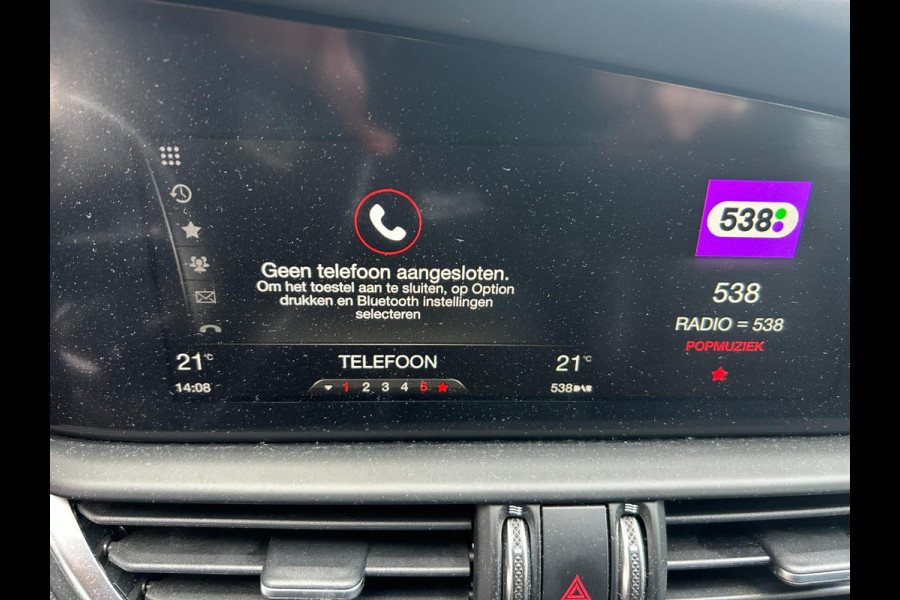 Geen telefoon aangesloten.
Om het toestel aan te sluiten, op Option
drukken en Bluetooth instellingen
selecteren
21°C
14:08
TELEFOON
1 2 3 4 5
21°C
538 DAB
538
538
RADIO = 538
POPMUZIEK